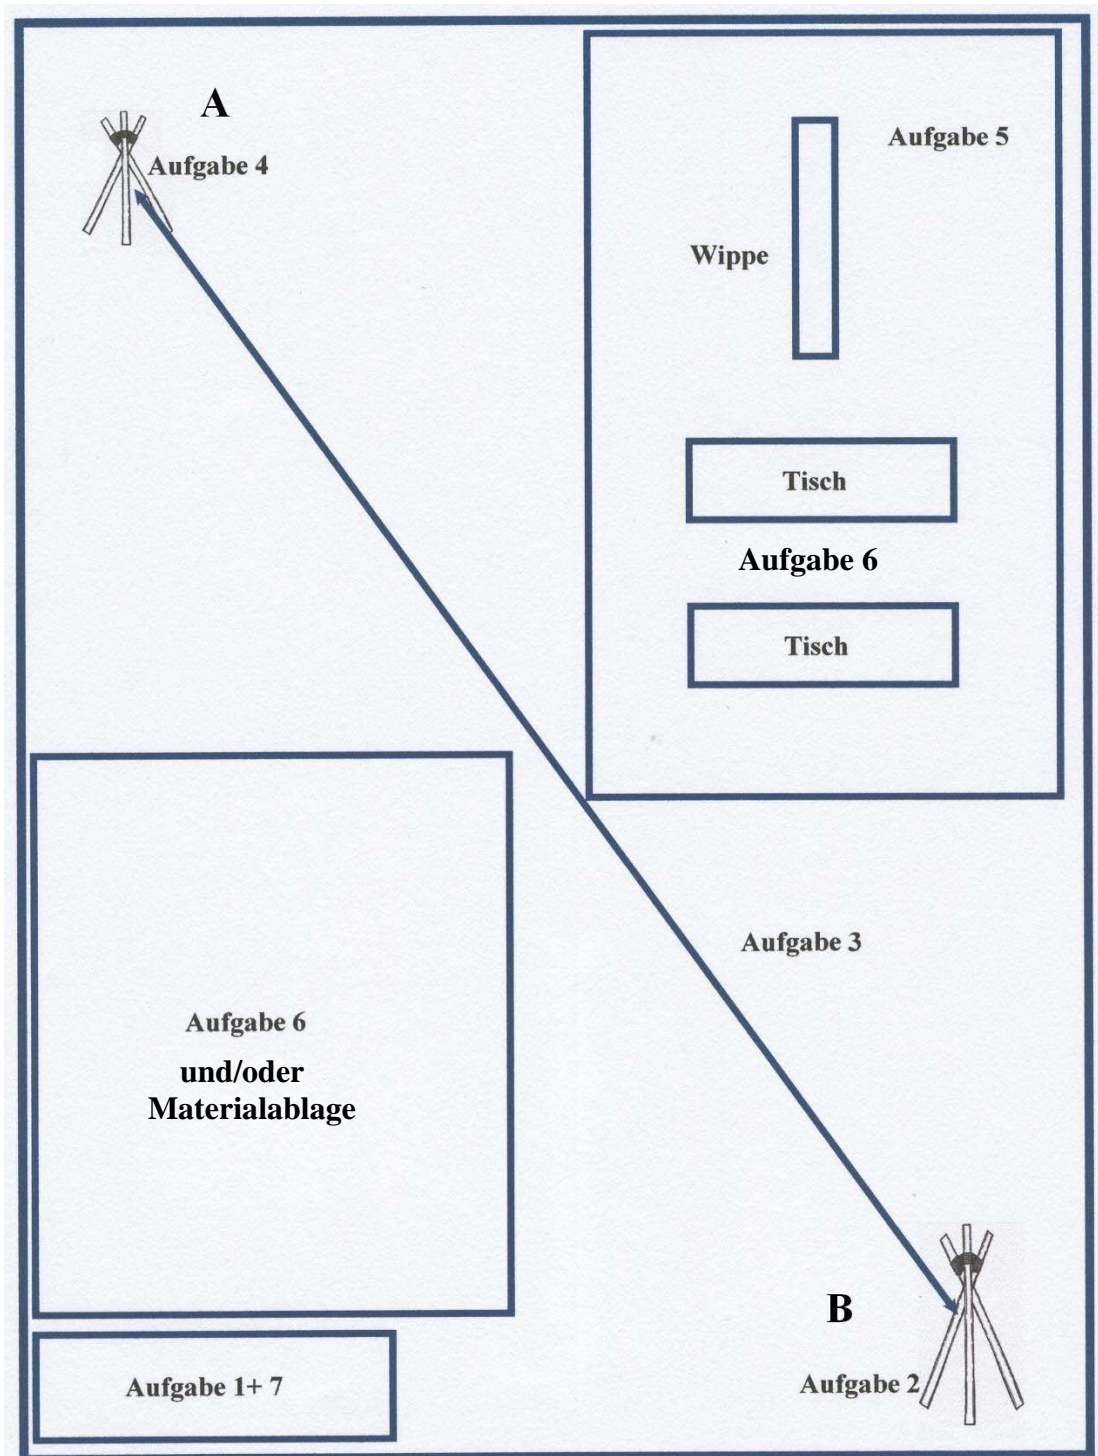 A
Aufgabe 4
Aufgabe 5
Wippe
Tisch
Aufgabe 6
Tisch
Aufgabe 3
Aufgabe 6
und/oder
Materialablage
B
Aufgabe 2
Aufgabe 1+ 7